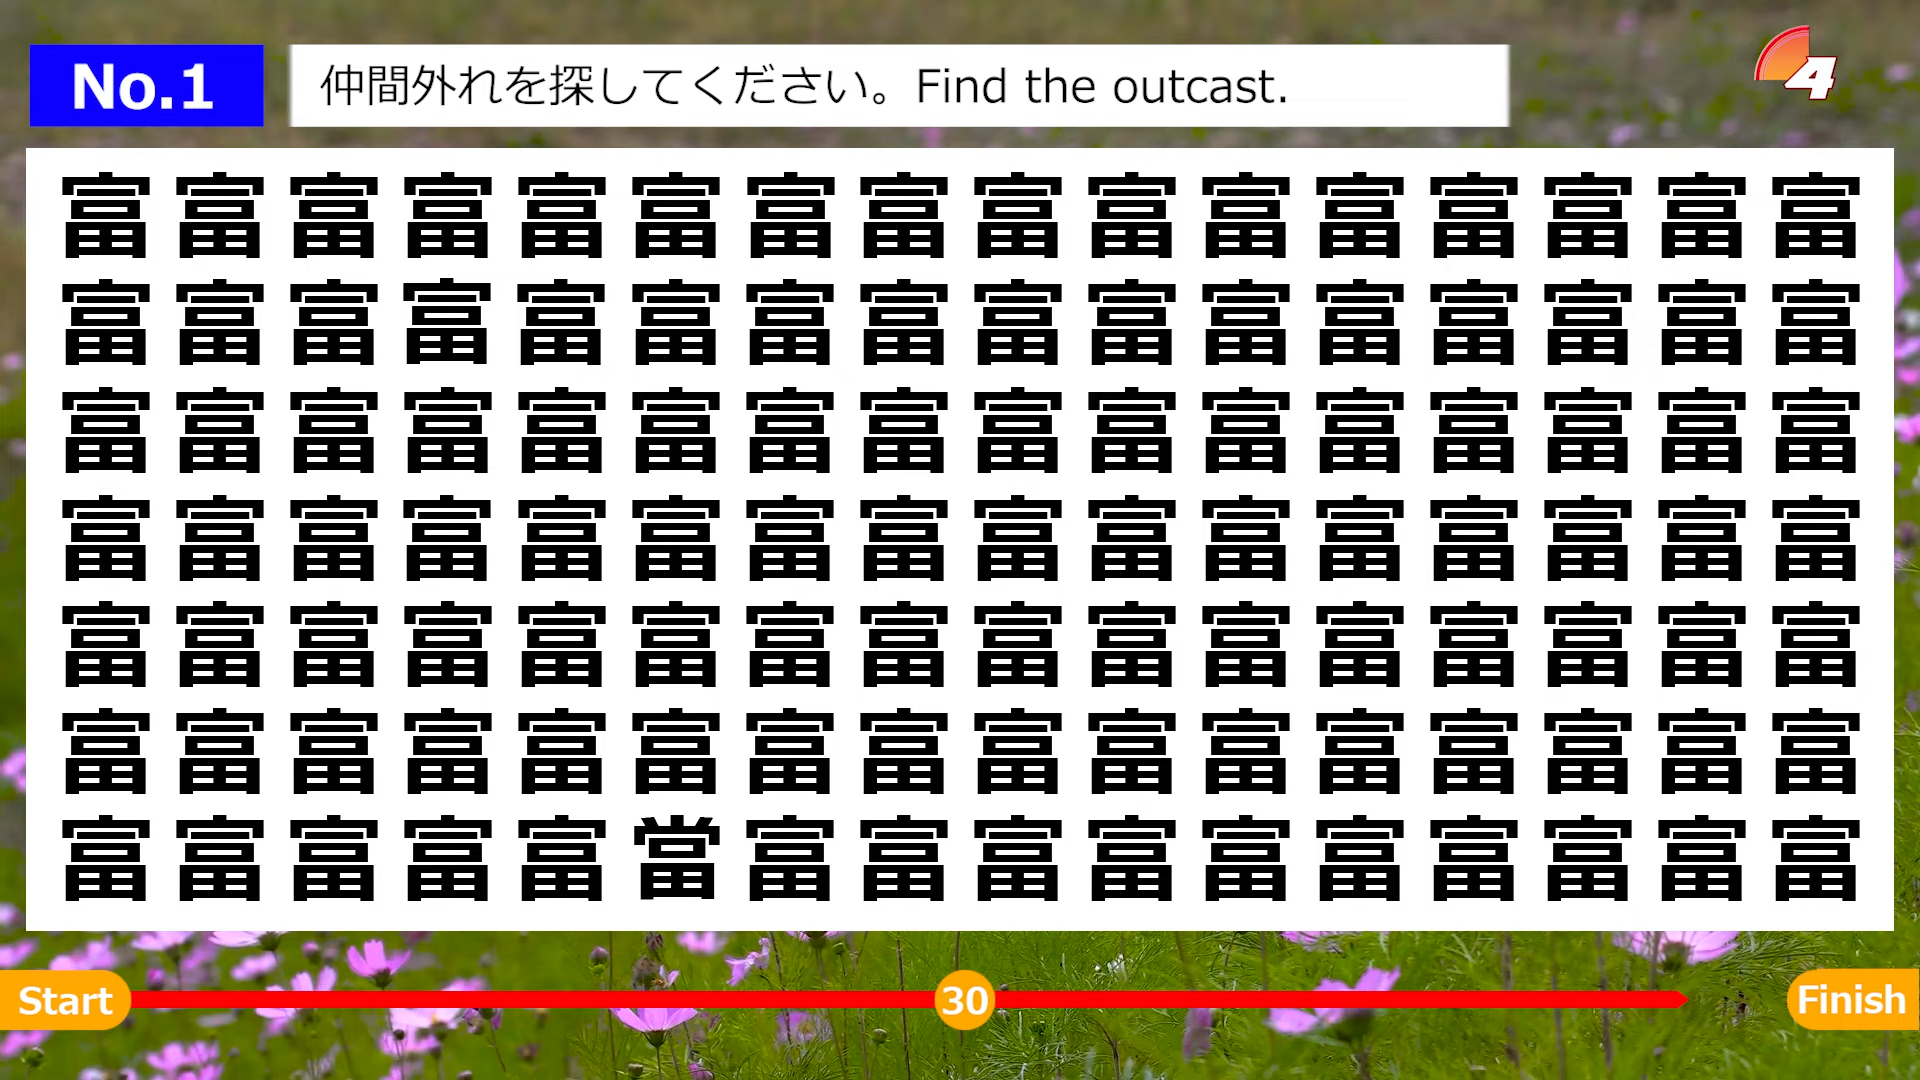 No.1
仲間外れを探してください。Find the outcast.
4
富富富富富富富富富富富富富富富富
富富富富富富富富富富富富富富富富
富富富富富富富富富富富富富富富富
富富富富富富富富富富富富富富富富
富富富富富富富富富富富富富富富富
富富富富富富富富富富富富富富富富
富富富富富當富富富富富富富富富富
Start
30
Finish